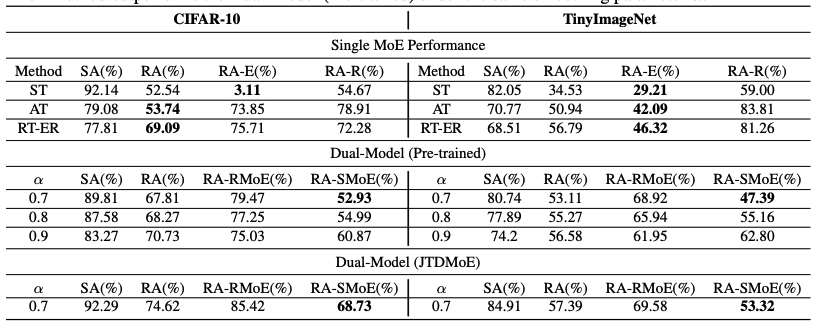 CIFAR-10 TinyImageNet
Single MoE Performance
Method SA(%) RA(%) RA-E(%) RA-R(%) Method SA(%) RA(%) RA-E(%) RA-R(%)
ST 92.14 52.54 3.11 54.67 ST 82.05 34.53 29.21 59.00
AT 79.08 53.74 73.85 78.91 AT 70.77 50.94 42.09 83.81
RT-ER 77.81 69.09 75.71 72.28 RT-ER 68.51 56.79 46.32 81.26
Dual-Model (Pre-trained)
α SA(%) RA(%) RA-RMoE(%) RA-SMoE(%) α SA(%) RA(%) RA-RMoE(%) RA-SMoE(%)
0.7 89.81 67.81 79.47 52.93 0.7 80.74 53.11 68.92 47.39
0.8 87.58 68.27 77.25 54.99 0.8 77.89 55.27 65.94 55.16
0.9 83.27 70.73 75.03 60.87 0.9 74.2 56.58 61.95 62.80
Dual-Model (JTDMoE)
α SA(%) RA(%) RA-RMoE(%) RA-SMoE(%) α SA(%) RA(%) RA-RMoE(%) RA-SMoE(%)
0.7 92.29 74.62 85.42 68.73 0.7 84.91 57.39 69.58 53.32